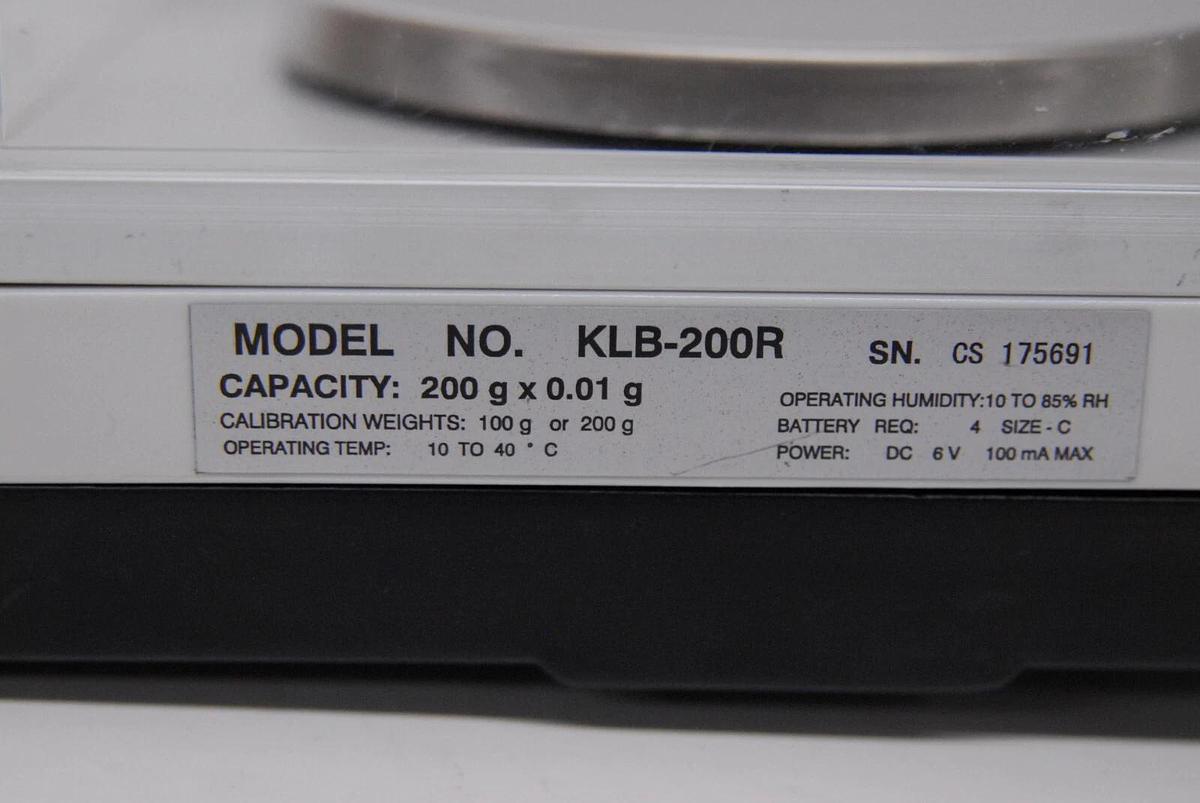 MODEL NO. KLB-200R SN. CS 175691
CAPACITY: 200 g x 0.01 g
OPERATING HUMIDITY:10 TO 85% RH
CALIBRATION WEIGHTS: 100 g or 200 g
BATTERY REQ: 4 SIZE - C
OPERATING TEMP: 10 TO 40 ° C
POWER: DC 6 V 100 mA MAX